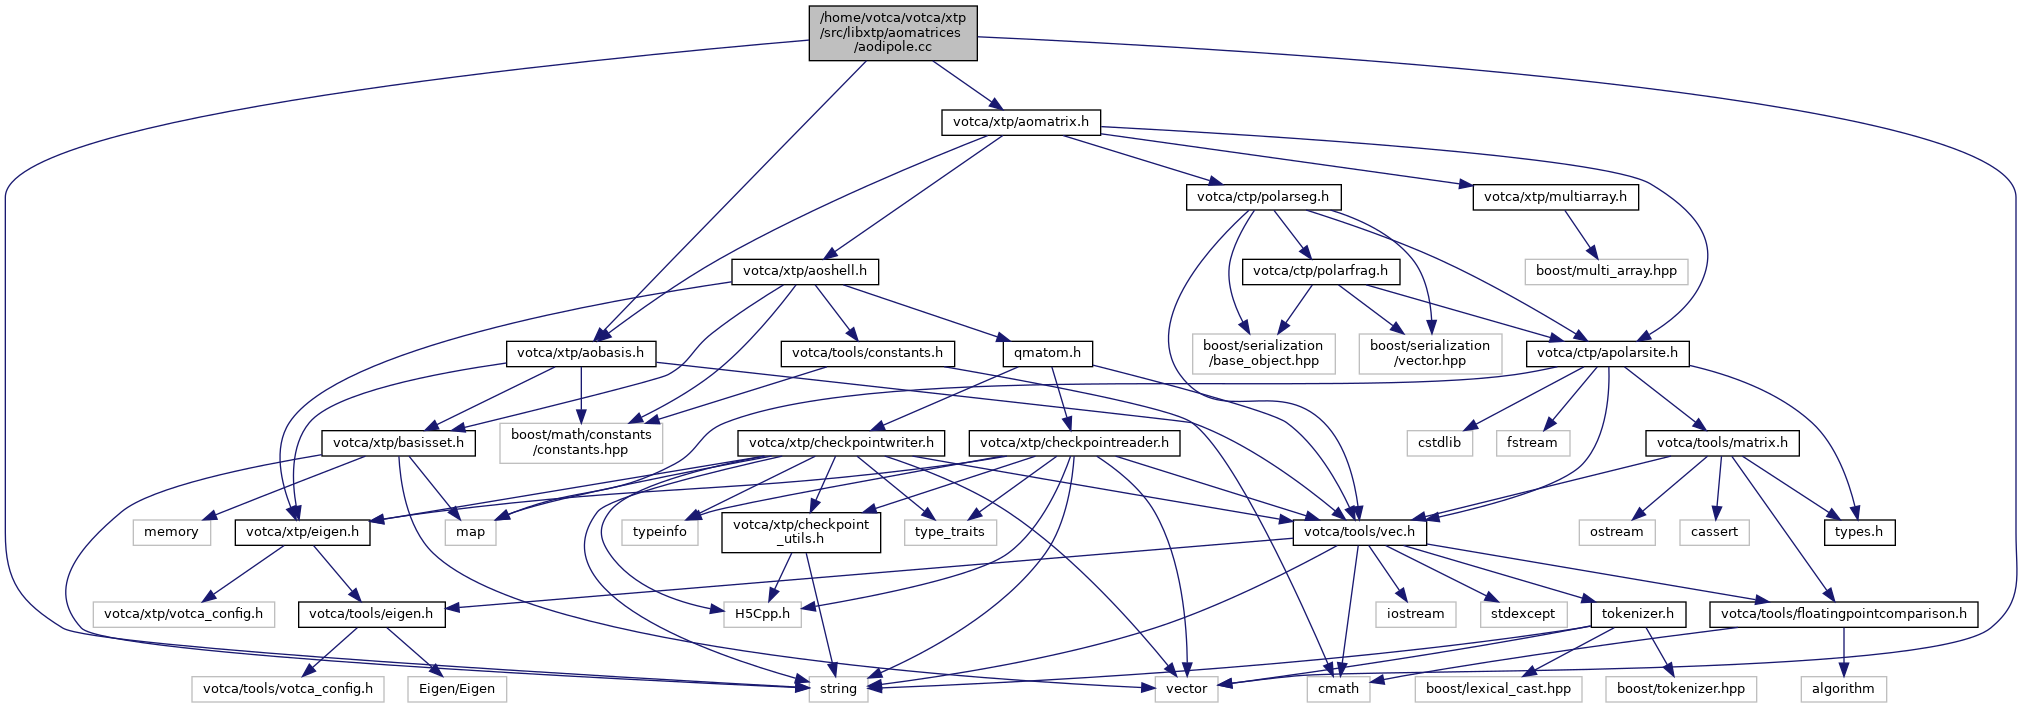 /home/votca/votca/xtp
/src/libxtp/aomatrices
/aodipole.cc
votca/xtp/aomatrix.h
votca/ctp/polarseg.h
votca/xtp/multiarray.h
votca/xtp/aoshell.h
votca/ctp/polarfrag.h
boost/multi_array.hpp
votca/xtp/aobasis.h
votca/tools/constants.h
qmatom.h
boost/serialization
/base_object.hpp
boost/serialization
/vector.hpp
votca/ctp/apolarsite.h
votca/xtp/basisset.h
boost/math/constants
/constants.hpp
votca/xtp/checkpointwriter.h
votca/xtp/checkpointreader.h
cstdlib
fstream
votca/tools/matrix.h
memory
votca/xtp/eigen.h
map
typeinfo
votca/xtp/checkpoint
_utils.h
type_traits
votca/tools/vec.h
ostream
cassert
types.h
votca/xtp/votca_config.h
votca/tools/eigen.h
H5Cpp.h
iostream
stdexcept
tokenizer.h
votca/tools/floatingpointcomparison.h
votca/tools/votca_config.h
Eigen/Eigen
string
vector
cmath
boost/lexical_cast.hpp
boost/tokenizer.hpp
algorithm